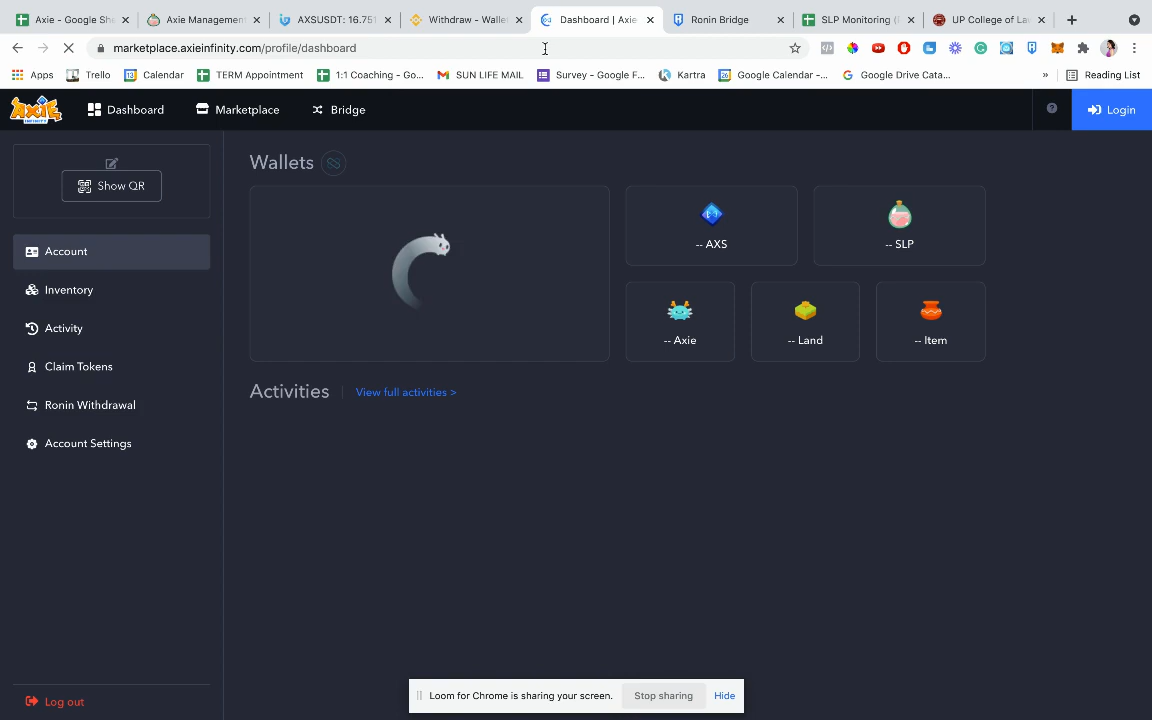 Axie - Google Sh
Axie Management
AXSUSDT: 16.75
Withdraw - Walle
Dashboard | Axie
Ronin Bridge
SLP Monitoring (
UP College of La
marketplace.axieinfinity.com/profile/dashboard
Apps
Trello
Calendar
TERM Appointment
1:1 Coaching - Go...
SUN LIFE MAIL
Survey - Google F...
Kartra
Google Calendar -...
Google Drive Cata...
»
Reading List
AXIE
INFINITY
Dashboard
Marketplace
Bridge
Login
Show QR
Account
Inventory
Activity
Claim Tokens
Ronin Withdrawal
Account Settings
Log out
Wallets
-- AXS
-- SLP
-- Axie
-- Land
-- Item
Activities
View full activities >
Loom for Chrome is sharing your screen.
Stop sharing
Hide